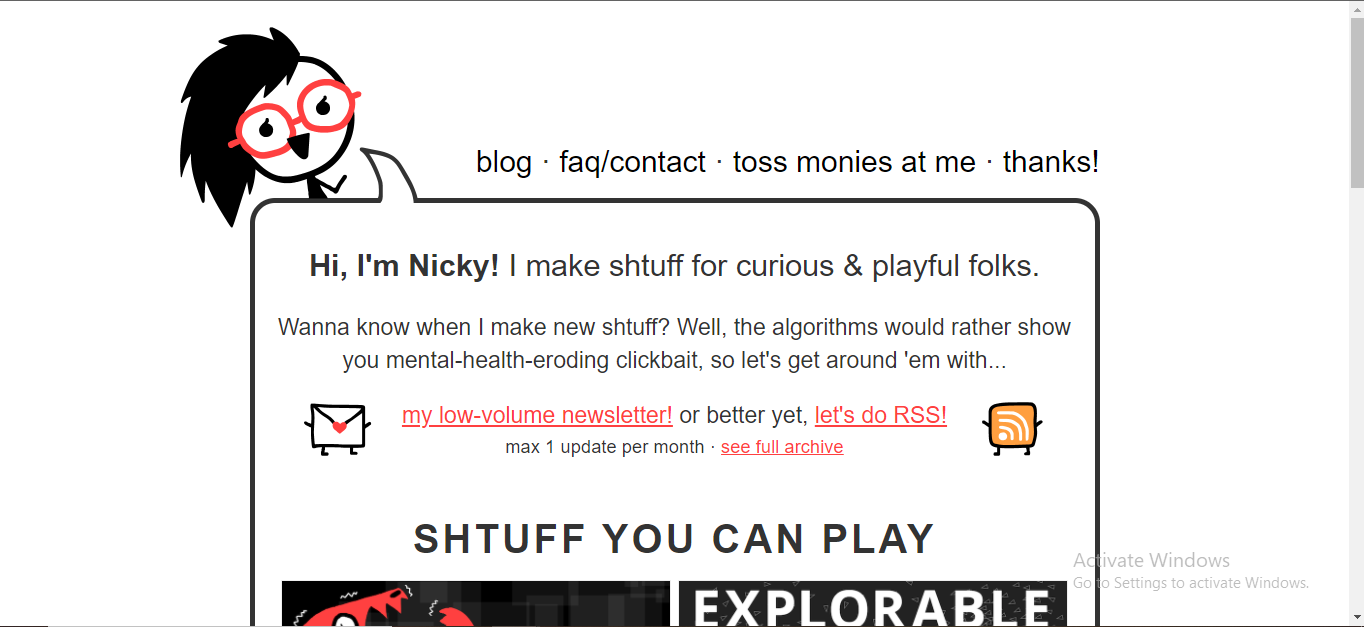 blog · faq/contact · toss monies at me · thanks!
Hi, I'm Nicky! I make shtuff for curious & playful folks.
Wanna know when I make new shtuff? Well, the algorithms would rather show
you mental-health-eroding clickbait, so let's get around 'em with...
my low-volume newsletter! or better yet, let's do RSS!
max 1 update per month · see full archive
SHTUFF YOU CAN PLAY
EXPLORABLE
Activate Windows
Go to Settings to activate Windows.